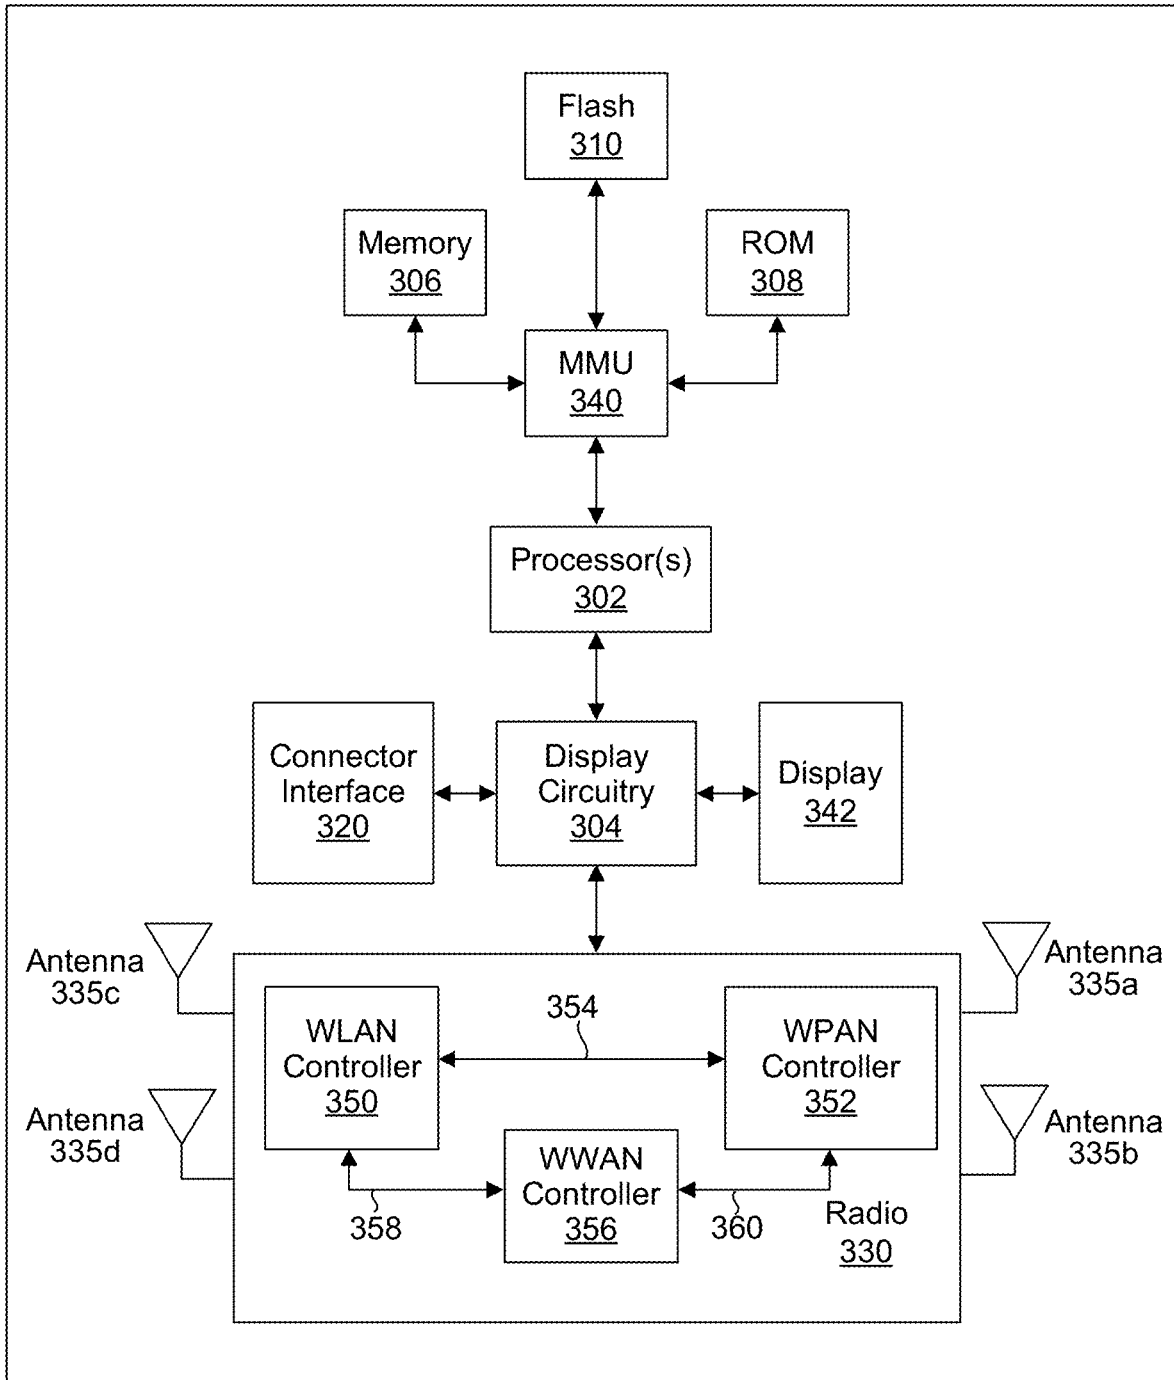 Flash
310
Memory
306
ROM
308
MMU
340
Processor(s)
302
Connector
Interface
320
Display
Circuitry
304
Display
342
Antenna
335c
Antenna
335a
WLAN
Controller
350
354
WPAN
Controller
352
Antenna
335d
Antenna
335b
WWAN
Controller
356
358
360
Radio
330